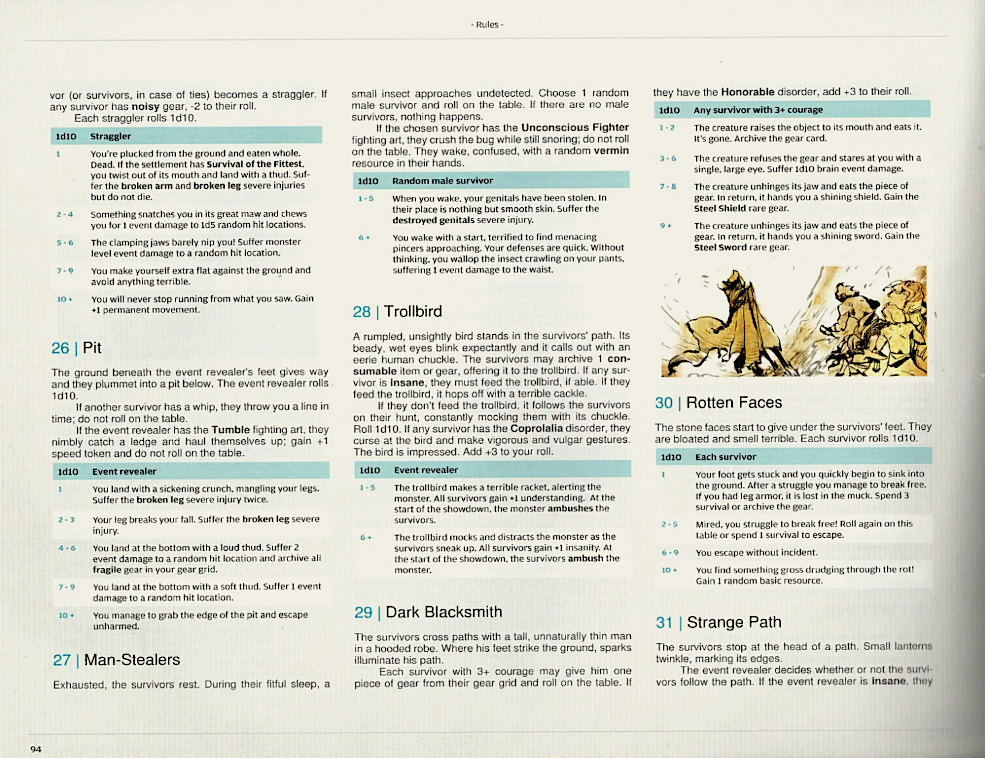 - Rules -
vor (or survivors, in case of ties) becomes a straggler. If
any survivor has noisy gear, -2 to their roll.
Each straggler rolls 1d10.
1d10 Straggler
1 You're plucked from the ground and eaten whole.
Dead. If the settlement has Survival of the Fittest,
you twist out of its mouth and land with a thud. Suf-
fer the broken arm and broken leg severe injuries
but do not die.
2 - 4 Something snatches you in its great maw and chews
you for 1 event damage to 1d5 random hit locations.
5 - 6 The clamping jaws barely nip you! Suffer monster
level event damage to a random hit location.
7 - 9 You make yourself extra flat against the ground and
avoid anything terrible.
10 + You will never stop running from what you saw. Gain
+1 permanent movement.
26 | Pit
The ground beneath the event revealer's feet gives way
and they plummet into a pit below. The event revealer rolls
1d10.
If another survivor has a whip, they throw you a line in
time; do not roll on the table.
If the event revealer has the Tumble fighting art, they
nimbly catch a ledge and haul themselves up; gain +1
speed token and do not roll on the table.
1d10 Event revealer
1 You land with a sickening crunch, mangling your legs.
Suffer the broken leg severe injury twice.
2 - 3 Your leg breaks your fall. Suffer the broken leg severe
injury.
4 - 6 You land at the bottom with a loud thud. Suffer 2
event damage to a random hit location and archive all
fragile gear in your gear grid.
7 - 9 You land at the bottom with a soft thud. Suffer 1 event
damage to a random hit location.
10 + You manage to grab the edge of the pit and escape
unharmed.
27 | Man-Stealers
Exhausted, the survivors rest. During their fitful sleep, a
small insect approaches undetected. Choose 1 random
male survivor and roll on the table. If there are no male
survivors, nothing happens.
If the chosen survivor has the Unconscious Fighter
fighting art, they crush the bug while still snoring; do not roll
on the table. They wake, confused, with a random vermin
resource in their hands.
1d10 Random male survivor
1 - 5 When you wake, your genitals have been stolen. In
their place is nothing but smooth skin. Suffer the
destroyed genitals severe injury.
6 + You wake with a start, terrified to find menacing
pincers approaching. Your defenses are quick. Without
thinking, you wallop the insect crawling on your pants,
suffering 1 event damage to the waist.
28 | Trollbird
A rumpled, unsightly bird stands in the survivors' path. Its
beady, wet eyes blink expectantly and it calls out with an
eerie human chuckle. The survivors may archive 1 con-
sumable item or gear, offering it to the trollbird. If any sur-
vivor is insane, they must feed the trollbird, if able. If they
feed the trollbird, it hops off with a terrible cackle.
If they don't feed the trollbird, it follows the survivors
on their hunt, constantly mocking them with its chuckle.
Roll 1d10. If any survivor has the Coprolalia disorder, they
curse at the bird and make vigorous and vulgar gestures.
The bird is impressed. Add +3 to your roll.
1d10 Event revealer
1 - 5 The trollbird makes a terrible racket, alerting the
monster. All survivors gain +1 understanding. At the
start of the showdown, the monster ambushes the
survivors.
6 + The trollbird mocks and distracts the monster as the
survivors sneak up. All survivors gain +1 insanity. At
the start of the showdown, the survivors ambush the
monster.
29 | Dark Blacksmith
The survivors cross paths with a tall, unnaturally thin man
in a hooded robe. Where his feet strike the ground, sparks
illuminate his path.
Each survivor with 3+ courage may give him one
piece of gear from their gear grid and roll on the table. If
they have the Honorable disorder, add +3 to their roll.
1d10 Any survivor with 3+ courage
1 - 2 The creature raises the object to its mouth and eats it.
It's gone. Archive the gear card.
3 - 6 The creature refuses the gear and stares at you with a
single, large eye. Suffer 1d10 brain event damage.
7 - 8 The creature unhinges its jaw and eats the piece of
gear. In return, it hands you a shining shield. Gain the
Steel Shield rare gear.
9 + The creature unhinges its jaw and eats the piece of
gear. In return, it hands you a shining sword. Gain the
Steel Sword rare gear.
30 | Rotten Faces
The stone faces start to give under the survivors' feet. They
are bloated and smell terrible. Each survivor rolls 1d10.
1d10 Each survivor
1 Your foot gets stuck and you quickly begin to sink into
the ground. After a struggle you manage to break free.
If you had leg armor, it is lost in the muck. Spend 3
survival or archive the gear.
2 - 5 Mired, you struggle to break free! Roll again on this
table or spend 1 survival to escape.
6 - 9 You escape without incident.
10 + You find something gross drudging through the rot!
Gain 1 random basic resource.
31 | Strange Path
The survivors stop at the head of a path. Small lanterns
twinkle, marking its edges.
The event revealer decides whether or not the survi-
vors follow the path. If the event revealer is insane, they
94